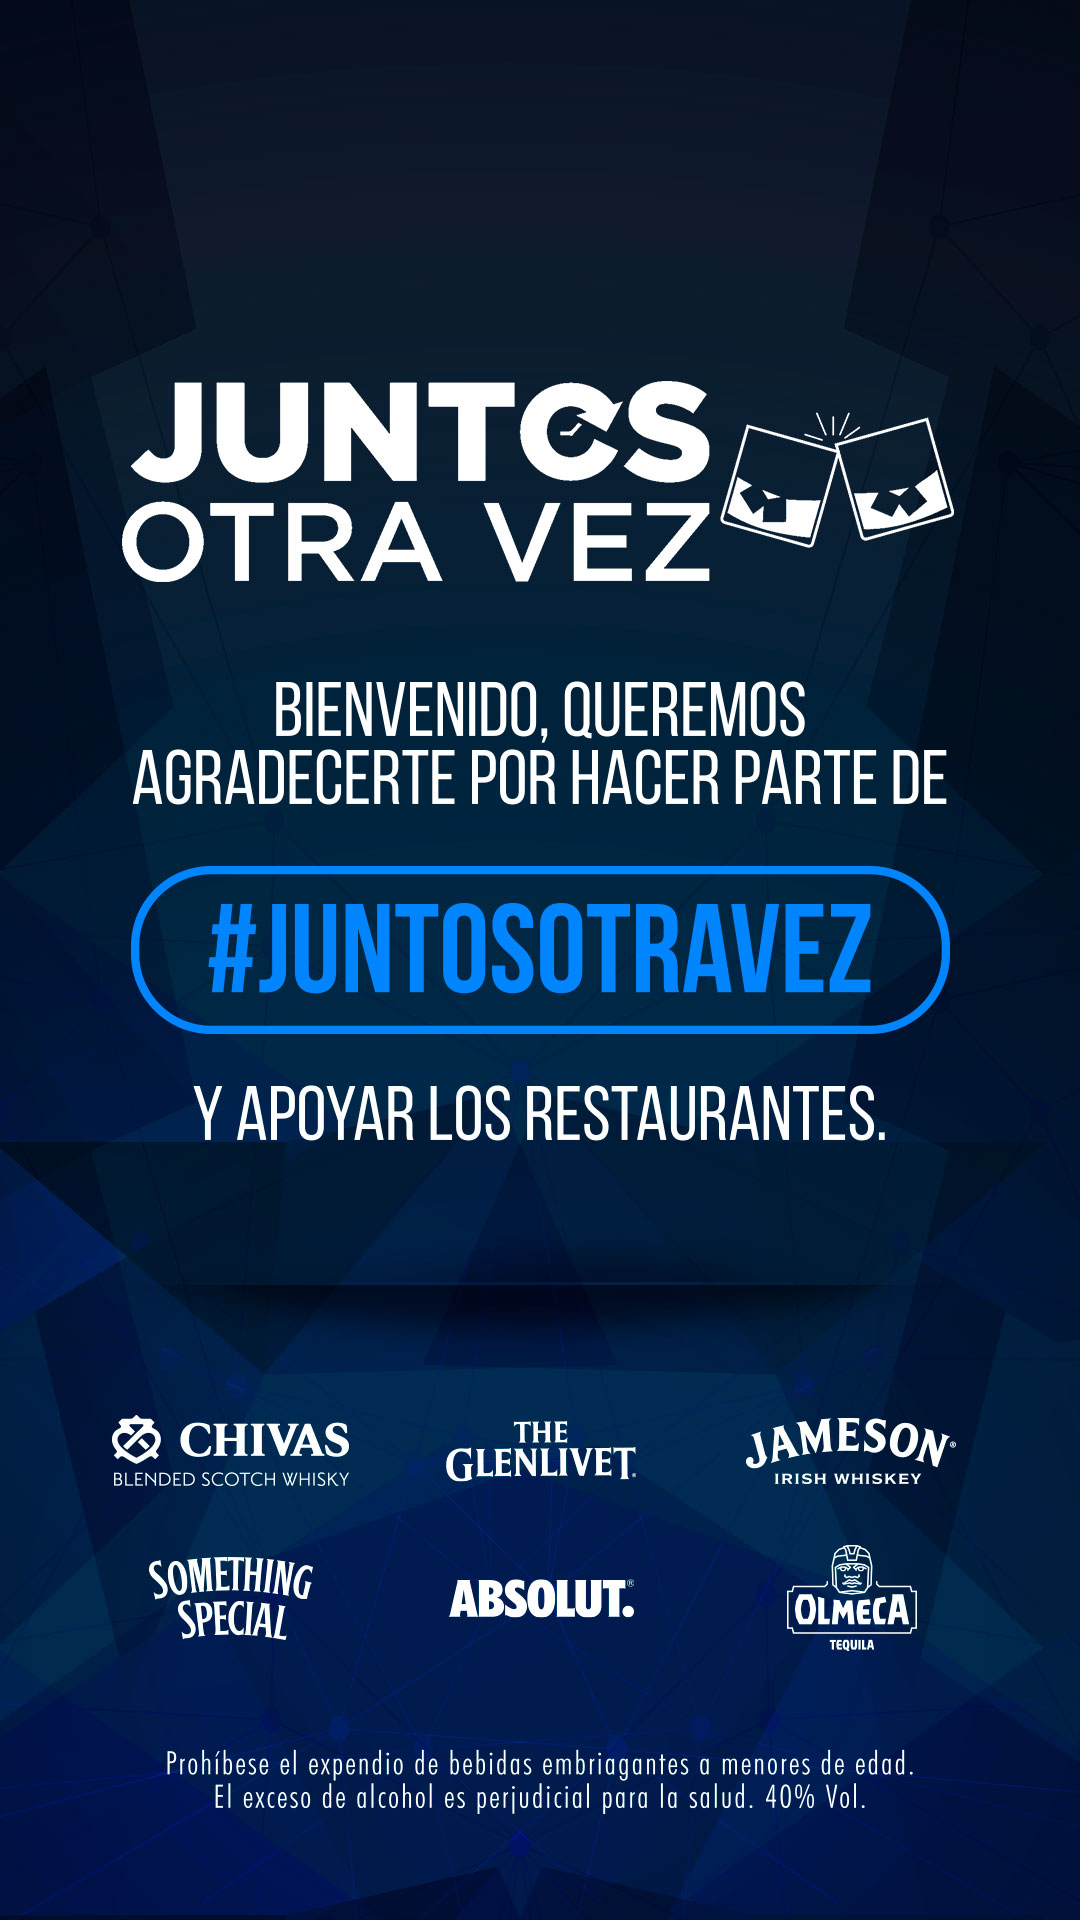 JUNTOS
OTRA VEZ
BIENVENIDO, QUEREMOS
AGRADECERTE POR HACER PARTE DE
#JUNTOSOTRAVEZ
Y APOYAR LOS RESTAURANTES.
CHIVAS
BLENDED SCOTCH WHISKY
THE
GLENLIVET®
JAMESON®
IRISH WHISKEY
SOMETHING
SPECIAL
ABSOLUT.®
OLMECA
TEQUILA
Prohíbese el expendio de bebidas embriagantes a menores de edad.
El exceso de alcohol es perjudicial para la salud. 40% Vol.